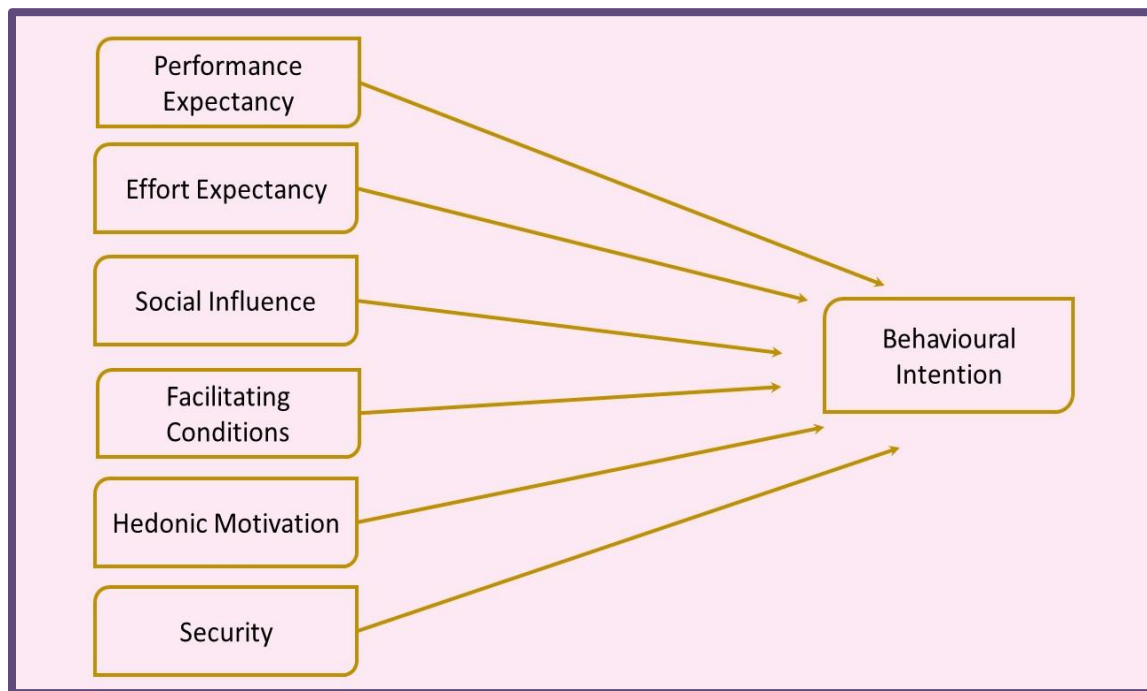 Performance
Expectancy
Effort Expectancy
Social Influence
Facilitating
Conditions
Hedonic Motivation
Security
Behavioural
Intention